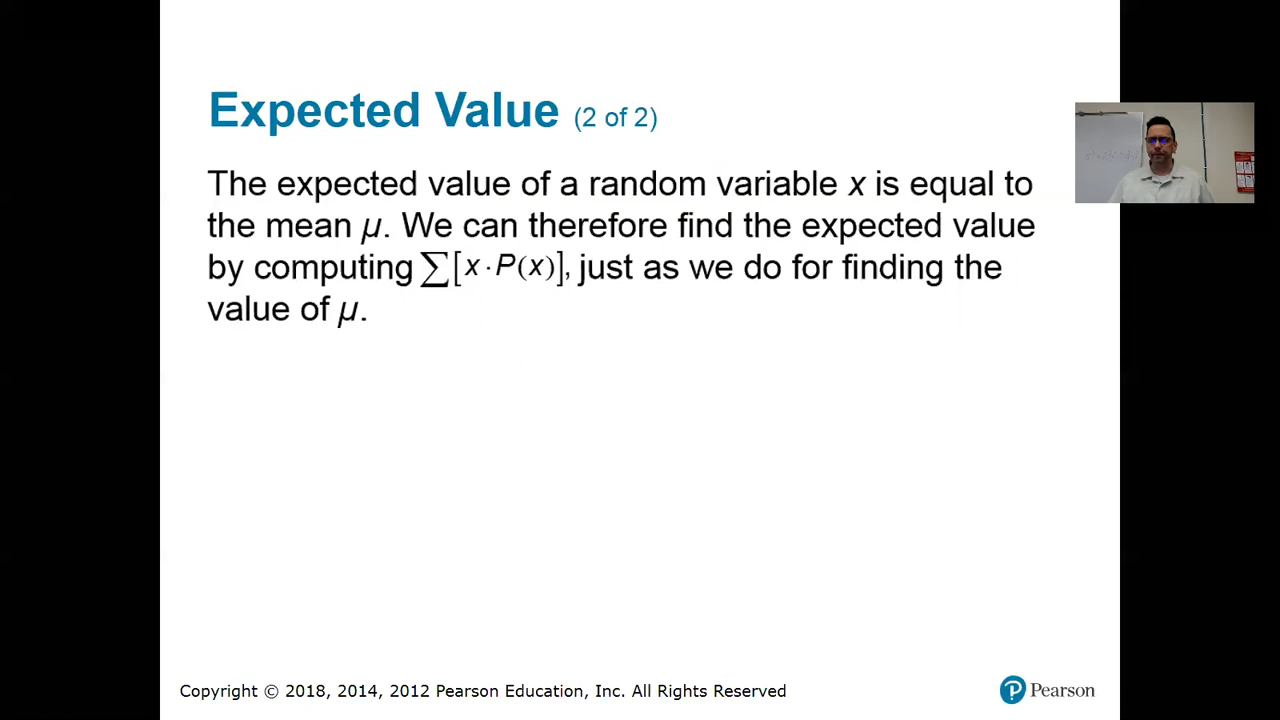 Expected Value (2 of 2)
The expected value of a random variable x is equal to
the mean μ. We can therefore find the expected value
by computing ∑[x · P(x)], just as we do for finding the
value of μ.
Copyright © 2018, 2014, 2012 Pearson Education, Inc. All Rights Reserved
P Pearson